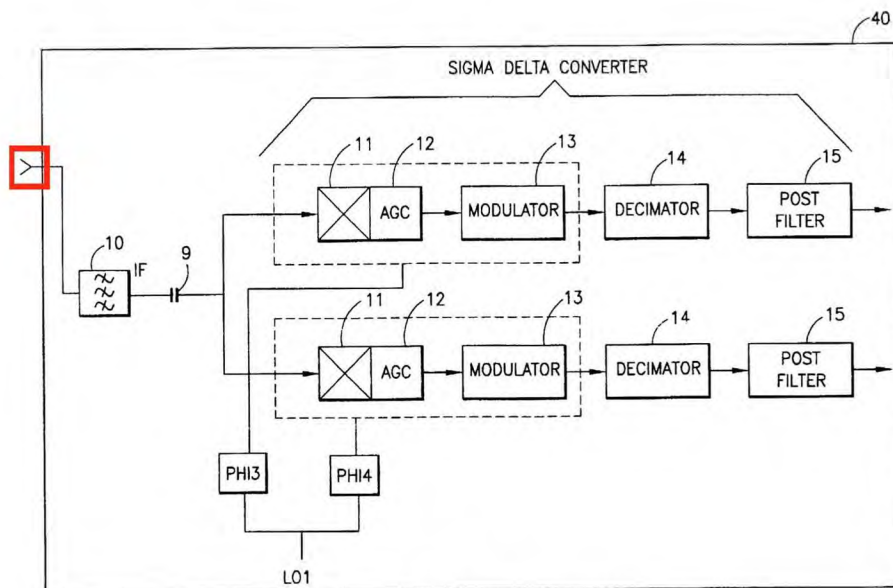 40
SIGMA DELTA CONVERTER
11
12
13
14
15
AGC
MODULATOR
DECIMATOR
POST
FILTER
10
IF
9
11
12
13
14
15
AGC
MODULATOR
DECIMATOR
POST
FILTER
PHI3
PHI4
LO1